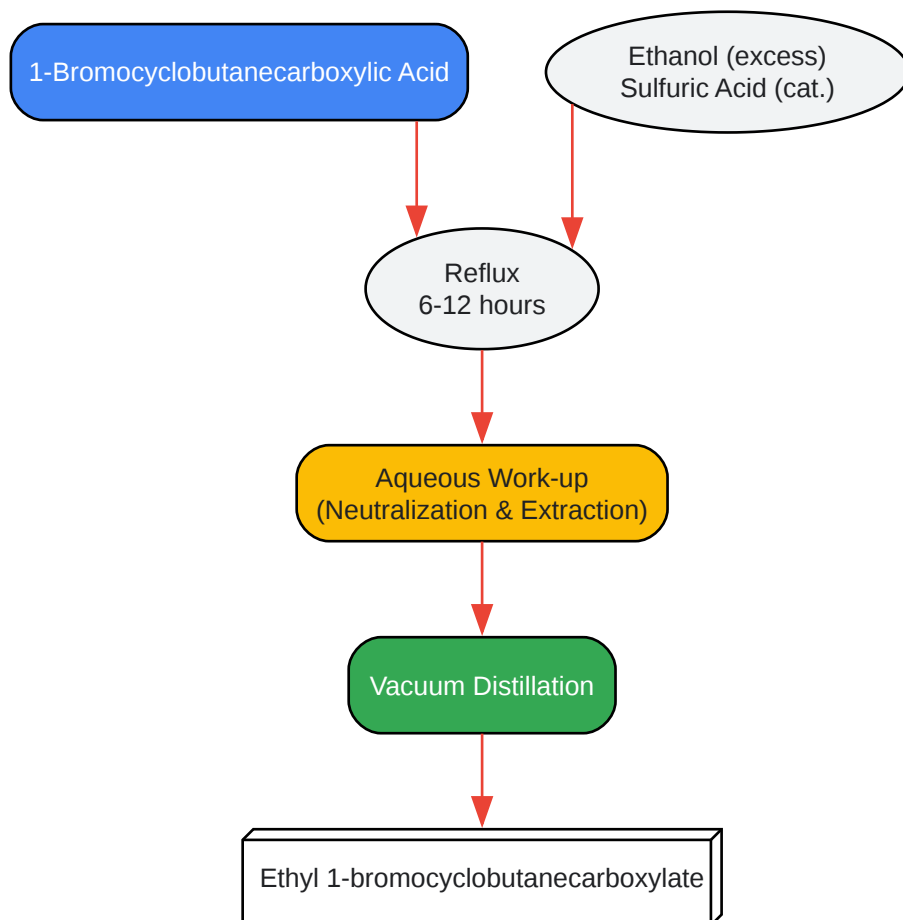 1-Bromocyclobutanecarboxylic Acid
Ethanol (excess)
Sulfuric Acid (cat.)
Reflux
6-12 hours
Aqueous Work-up
(Neutralization & Extraction)
Vacuum Distillation
Ethyl 1-bromocyclobutanecarboxylate